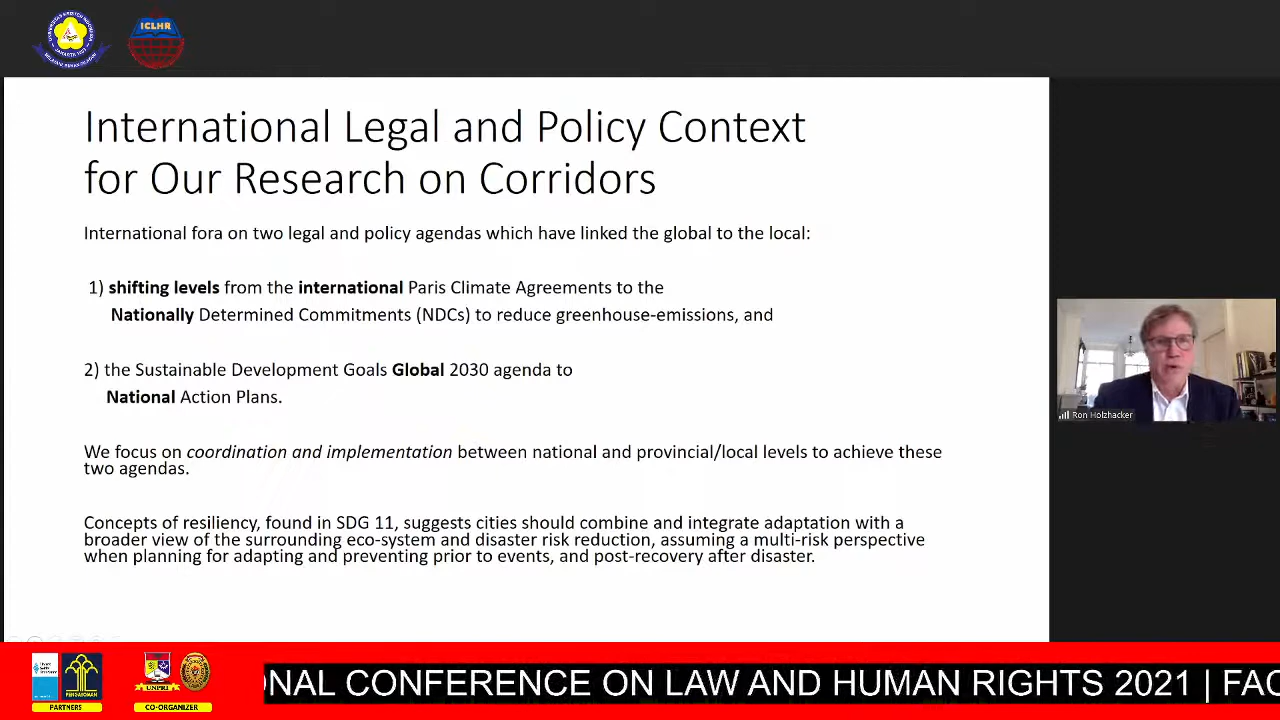 ICLHR
International Legal and Policy Context
for Our Research on Corridors
International fora on two legal and policy agendas which have linked the global to the local:
1) shifting levels from the international Paris Climate Agreements to the
Nationally Determined Commitments (NDCs) to reduce greenhouse-emissions, and
2) the Sustainable Development Goals Global 2030 agenda to
National Action Plans.
We focus on coordination and implementation between national and provincial/local levels to achieve these
two agendas.
Concepts of resiliency, found in SDG 11, suggests cities should combine and integrate adaptation with a
broader view of the surrounding eco-system and disaster risk reduction, assuming a multi-risk perspective
when planning for adapting and preventing prior to events, and post-recovery after disaster.
Ron Holzhacker
PENGAYOMAN
UNPRI
PARTNERS
CO-ORGANIZER
ONAL CONFERENCE ON LAW AND HUMAN RIGHTS 2021 | FAC